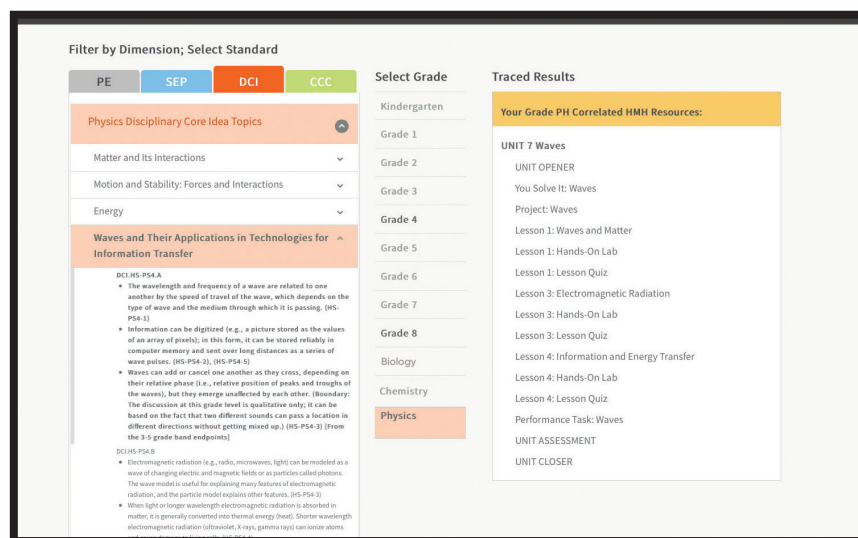 Filter by Dimension; Select Standard
PE
SEP
DCI
CCC
Physics Disciplinary Core Idea Topics
Matter and Its Interactions
Motion and Stability: Forces and Interactions
Energy
Waves and Their Applications in Technologies for
Information Transfer
DCI.HS-PS4.A
• The wavelength and frequency of a wave are related to one
another by the speed of travel of the wave, which depends on the
type of wave and the medium through which it is passing. (HS-
PS4-1)
• Information can be digitized (e.g., a picture stored as the values
of an array of pixels); in this form, it can be stored reliably in
computer memory and sent over long distances as a series of
wave pulses. (HS-PS4-2), (HS-PS4-5)
• Waves can add or cancel one another as they cross, depending on
their relative phase (i.e., relative position of peaks and troughs of
the waves), but they emerge unaffected by each other. (Boundary:
The discussion at this grade level is qualitative only; it can be
based on the fact that two different sounds can pass a location in
different directions without getting mixed up.) (HS-PS4-3) [From
the 3-5 grade band endpoints]
DCI.HS-PS4.B
• Electromagnetic radiation (e.g., radio, microwaves, light) can be modeled as a
wave of changing electric and magnetic fields or as particles called photons.
The wave model is useful for explaining many features of electromagnetic
radiation, and the particle model explains other features. (HS-PS4-3)
• When light or longer wavelength electromagnetic radiation is absorbed in
matter, it is generally converted into thermal energy (heat). Shorter wavelength
electromagnetic radiation (ultraviolet, X-rays, gamma rays) can ionize atoms
Select Grade
Kindergarten
Grade 1
Grade 2
Grade 3
Grade 4
Grade 5
Grade 6
Grade 7
Grade 8
Biology
Chemistry
Physics
Traced Results
Your Grade PH Correlated HMH Resources:
UNIT 7 Waves
UNIT OPENER
You Solve It: Waves
Project: Waves
Lesson 1: Waves and Matter
Lesson 1: Hands-On Lab
Lesson 1: Lesson Quiz
Lesson 3: Electromagnetic Radiation
Lesson 3: Hands-On Lab
Lesson 3: Lesson Quiz
Lesson 4: Information and Energy Transfer
Lesson 4: Hands-On Lab
Lesson 4: Lesson Quiz
Performance Task: Waves
UNIT ASSESSMENT
UNIT CLOSER